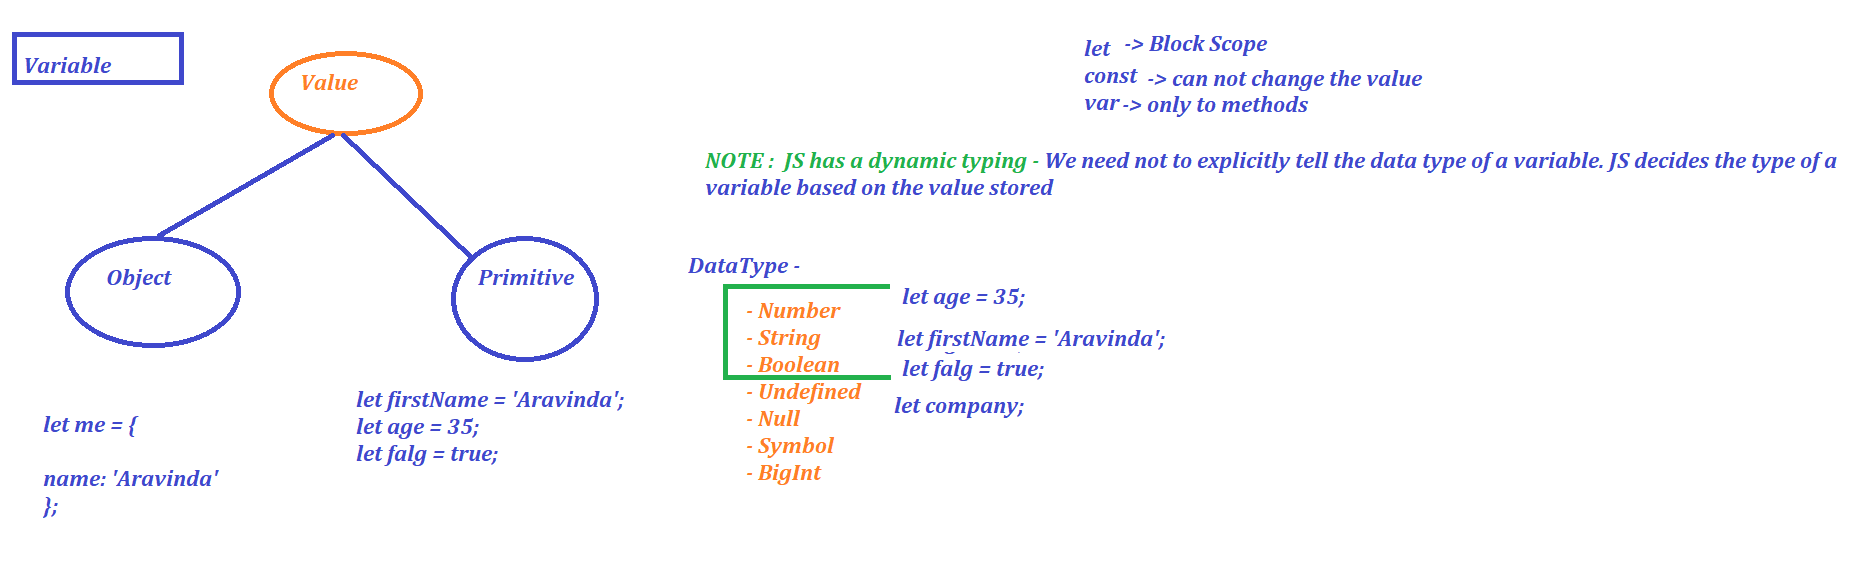 Variable
Value
Object
Primitive
let me = {
name: 'Aravinda'
};
let firstName = 'Aravinda';
let age = 35;
let falg = true;
let -> Block Scope
const -> can not change the value
var -> only to methods
NOTE : JS has a dynamic typing - We need not to explicitly tell the data type of a variable. JS decides the type of a
variable based on the value stored
DataType -
- Number
- String
- Boolean
- Undefined
- Null
- Symbol
- BigInt
let age = 35;
let firstName = 'Aravinda';
let falg = true;
let company;